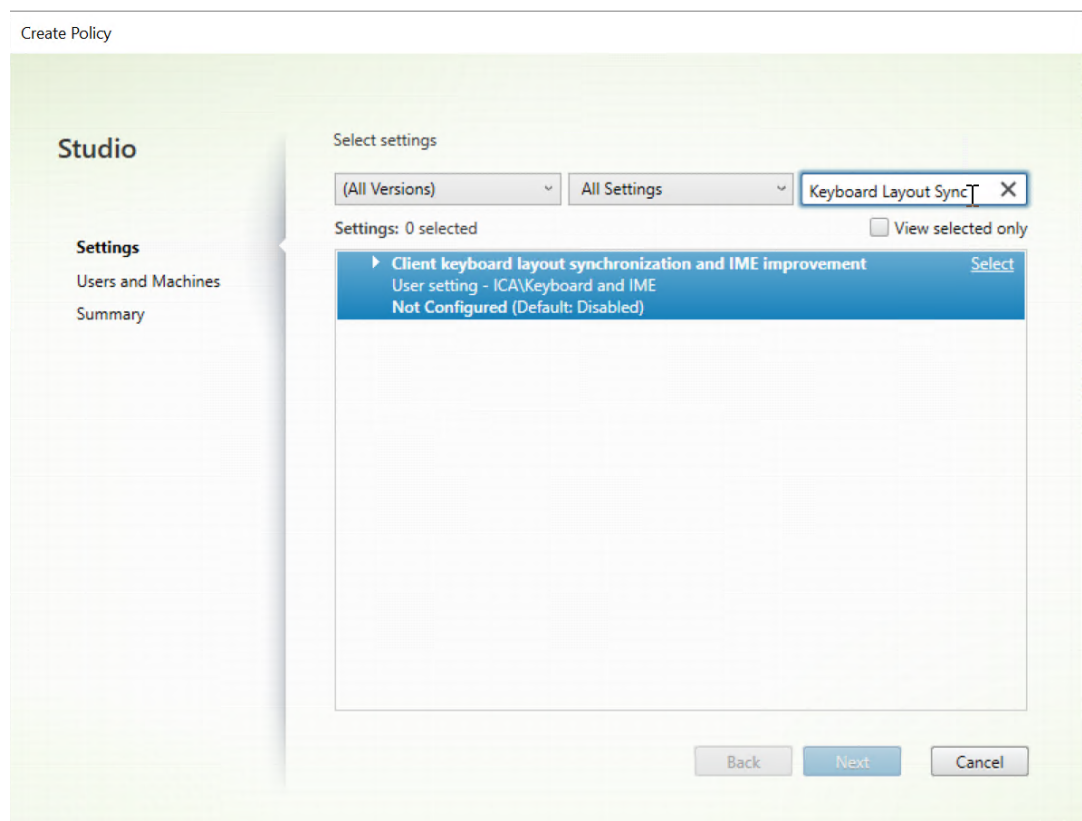 Create Policy
Studio
Settings
Users and Machines
Summary
Select settings
(All Versions)
All Settings
Keyboard Layout Sync
Settings: 0 selected
View selected only
Client keyboard layout synchronization and IME improvement
Select
User setting - ICA\Keyboard and IME
Not Configured (Default: Disabled)
Back
Next
Cancel